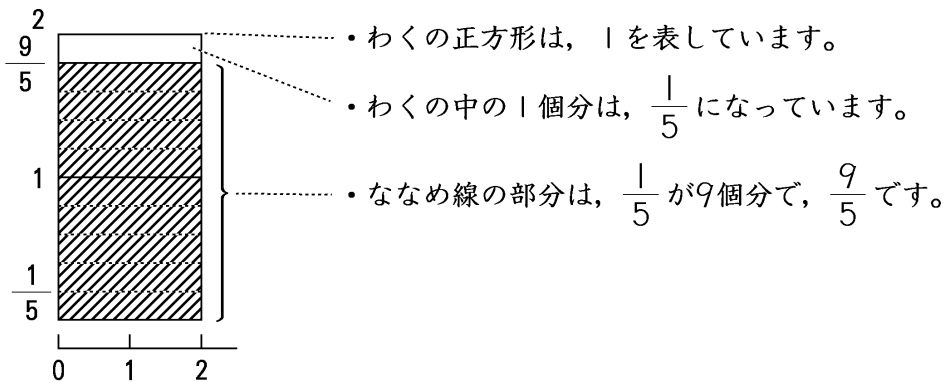 2
9/5
1
1/5
0 1 2
・わくの正方形は，1を表しています。
・わくの中の1個分は，1/5になっています。
・ななめ線の部分は，1/5が9個分で，9/5です。